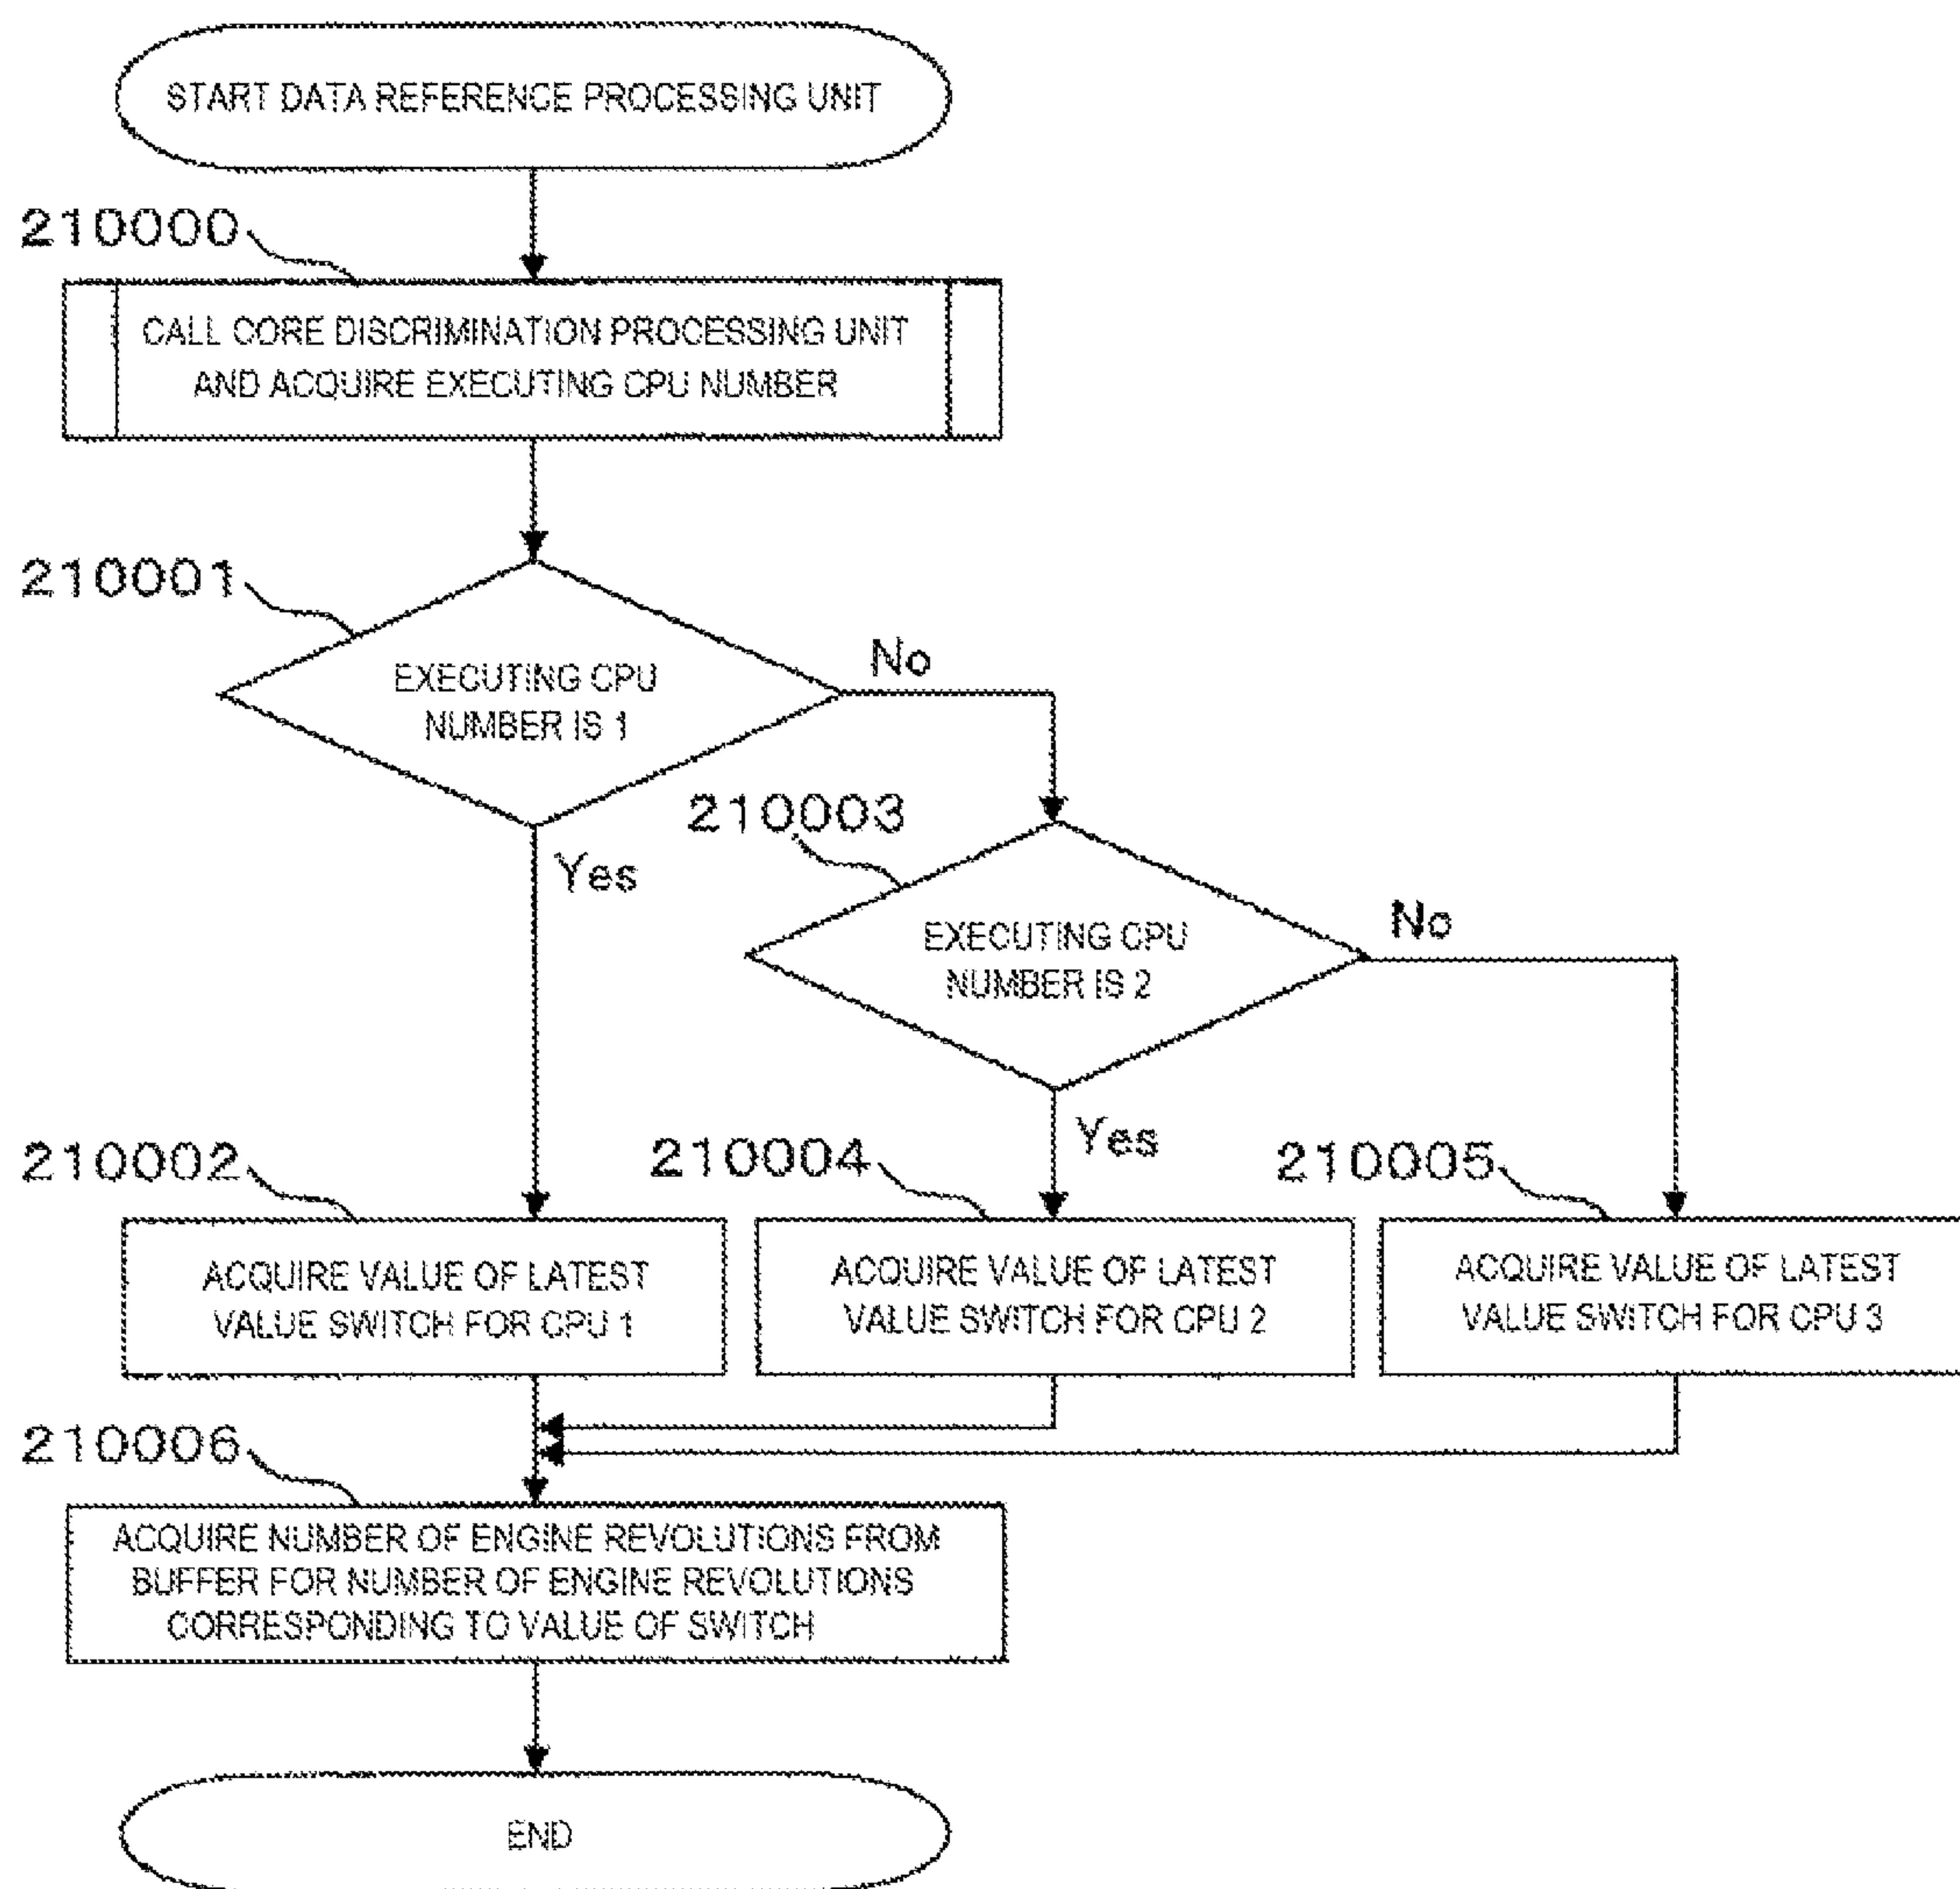 START DATA REFERENCE PROCESSING UNIT
210000
CALL CORE DISCRIMINATION PROCESSING UNIT
AND ACQUIRE EXECUTING CPU NUMBER
210001
EXECUTING CPU
NUMBER IS 1
No
Yes
210003
EXECUTING CPU
NUMBER IS 2
No
Yes
210002
ACQUIRE VALUE OF LATEST
VALUE SWITCH FOR CPU 1
210004
ACQUIRE VALUE OF LATEST
VALUE SWITCH FOR CPU 2
210005
ACQUIRE VALUE OF LATEST
VALUE SWITCH FOR CPU 3
210006
ACQUIRE NUMBER OF ENGINE REVOLUTIONS FROM
BUFFER FOR NUMBER OF ENGINE REVOLUTIONS
CORRESPONDING TO VALUE OF SWITCH
END